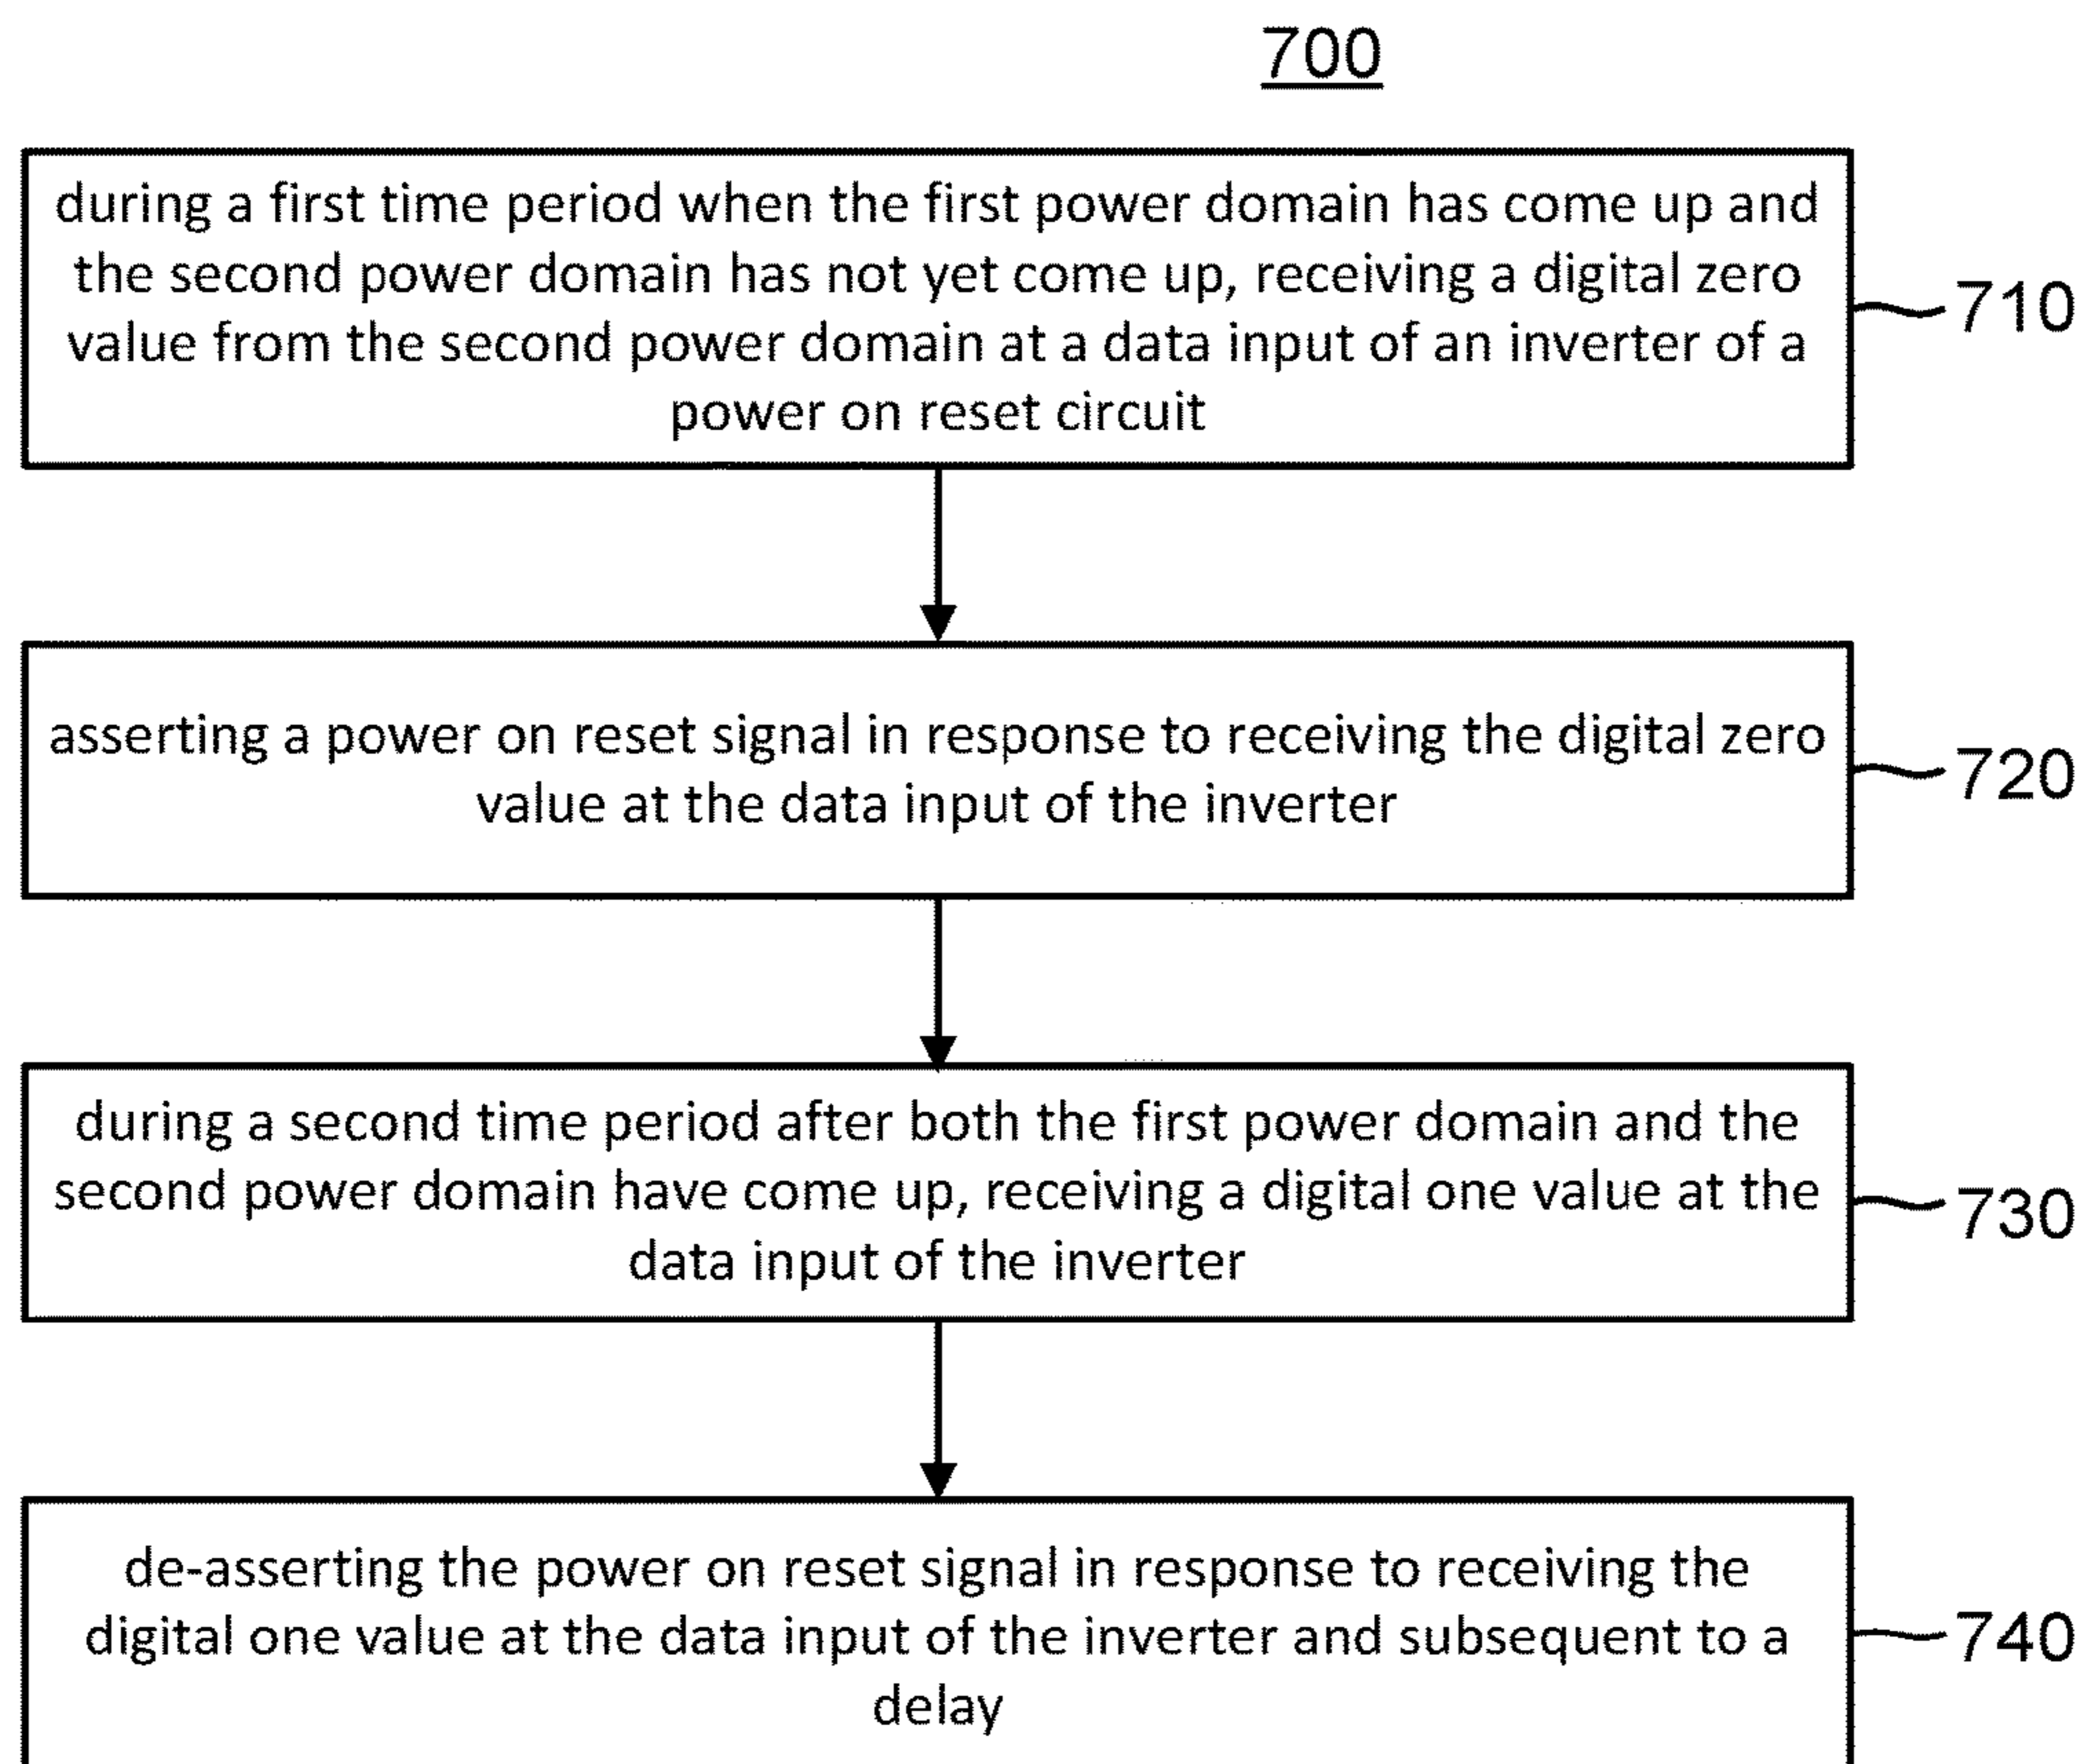 700
during a first time period when the first power domain has come up and
the second power domain has not yet come up, receiving a digital zero
value from the second power domain at a data input of an inverter of a
power on reset circuit
710
asserting a power on reset signal in response to receiving the digital zero
value at the data input of the inverter
720
during a second time period after both the first power domain and the
second power domain have come up, receiving a digital one value at the
data input of the inverter
730
de-asserting the power on reset signal in response to receiving the
digital one value at the data input of the inverter and subsequent to a
delay
740